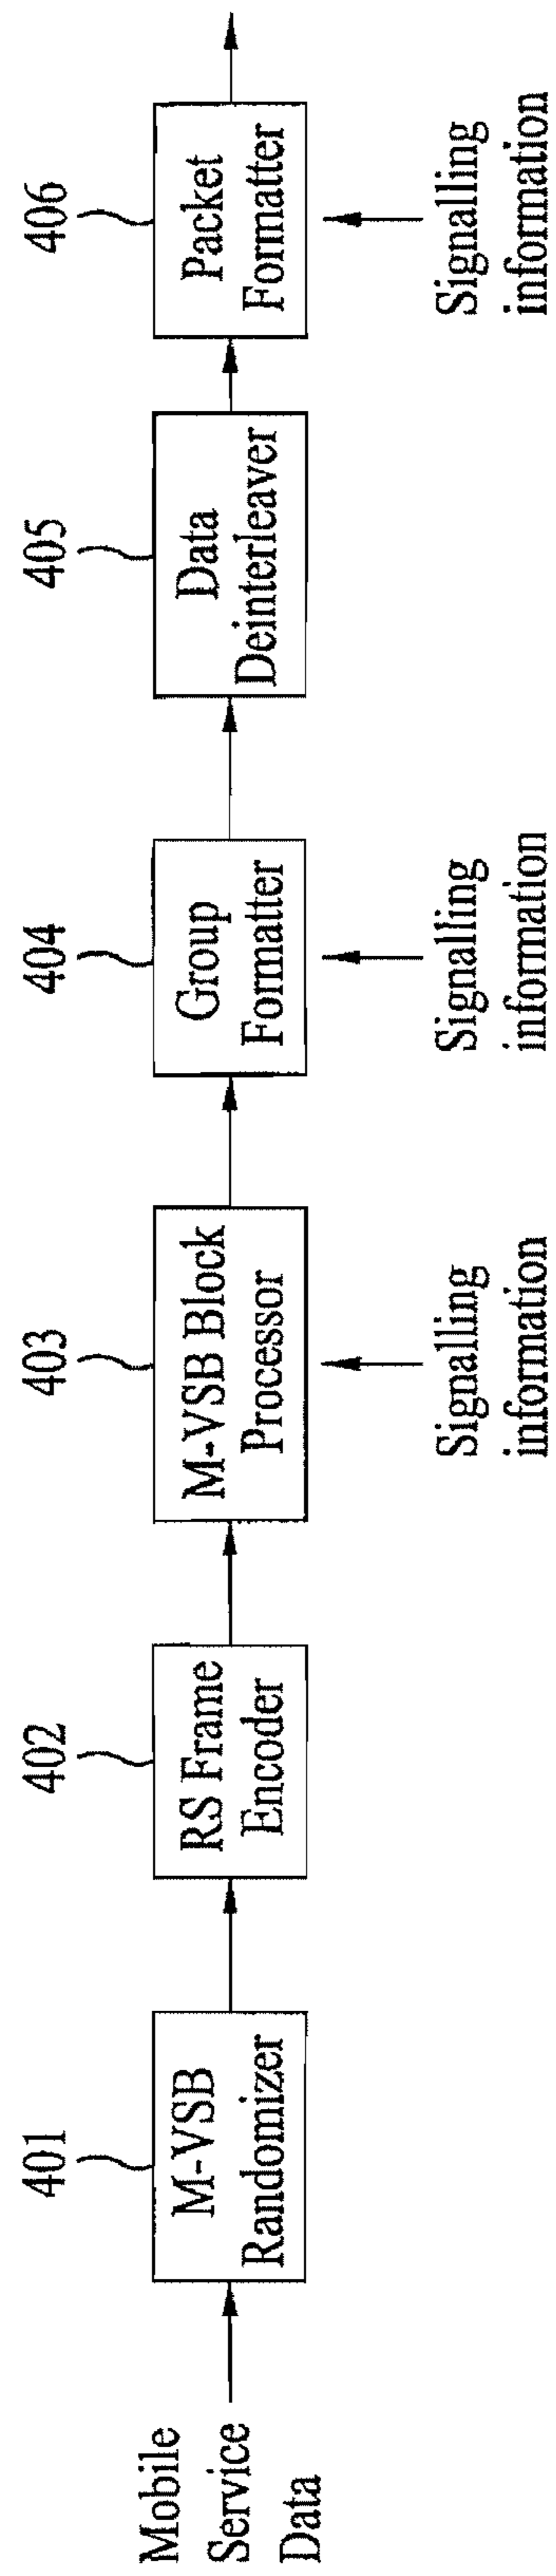 Mobile
Service
Data
401
M-VSB
Randomizer
402
RS Frame
Encoder
403
M-VSB Block
Processor
Signalling
information
404
Group
Formatter
Signalling
information
405
Data
Deinterleaver
406
Packet
Formatter
Signalling
information